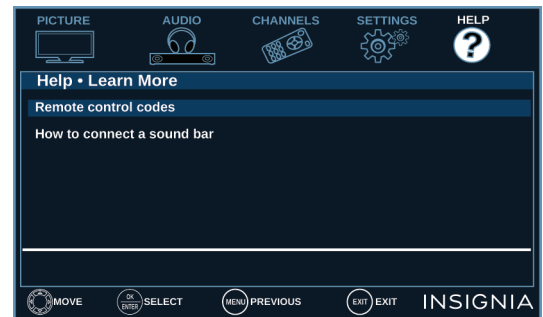 PICTURE AUDIO CHANNELS SETTINGS HELP
?
Help • Learn More
Remote control codes
How to connect a sound bar
MOVE OK ENTER SELECT MENU PREVIOUS EXIT EXIT INSIGNIA